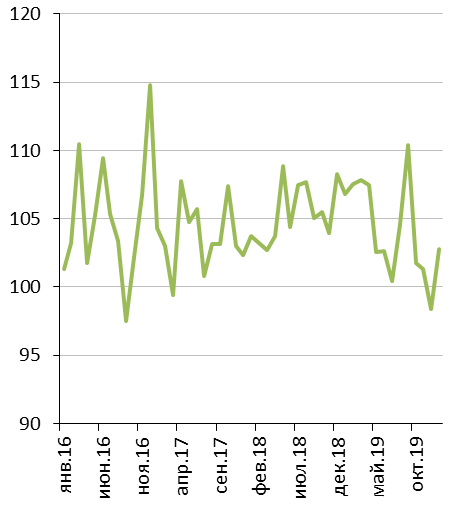 120
115
110
105
100
95
90
янв.16
июн.16
ноя.16
апр.17
сен.17
фев.18
июл.18
дек.18
май.19
окт.19